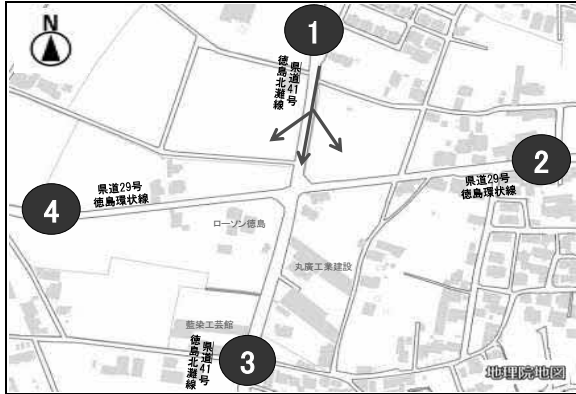 N
1
県道41号
徳島北灘線
2
県道29号
徳島環状線
県道29号
徳島環状線
4
ローソン徳島
丸廣工業建設
藍染工芸館
県道41号
徳島北灘線
3
地理院地図